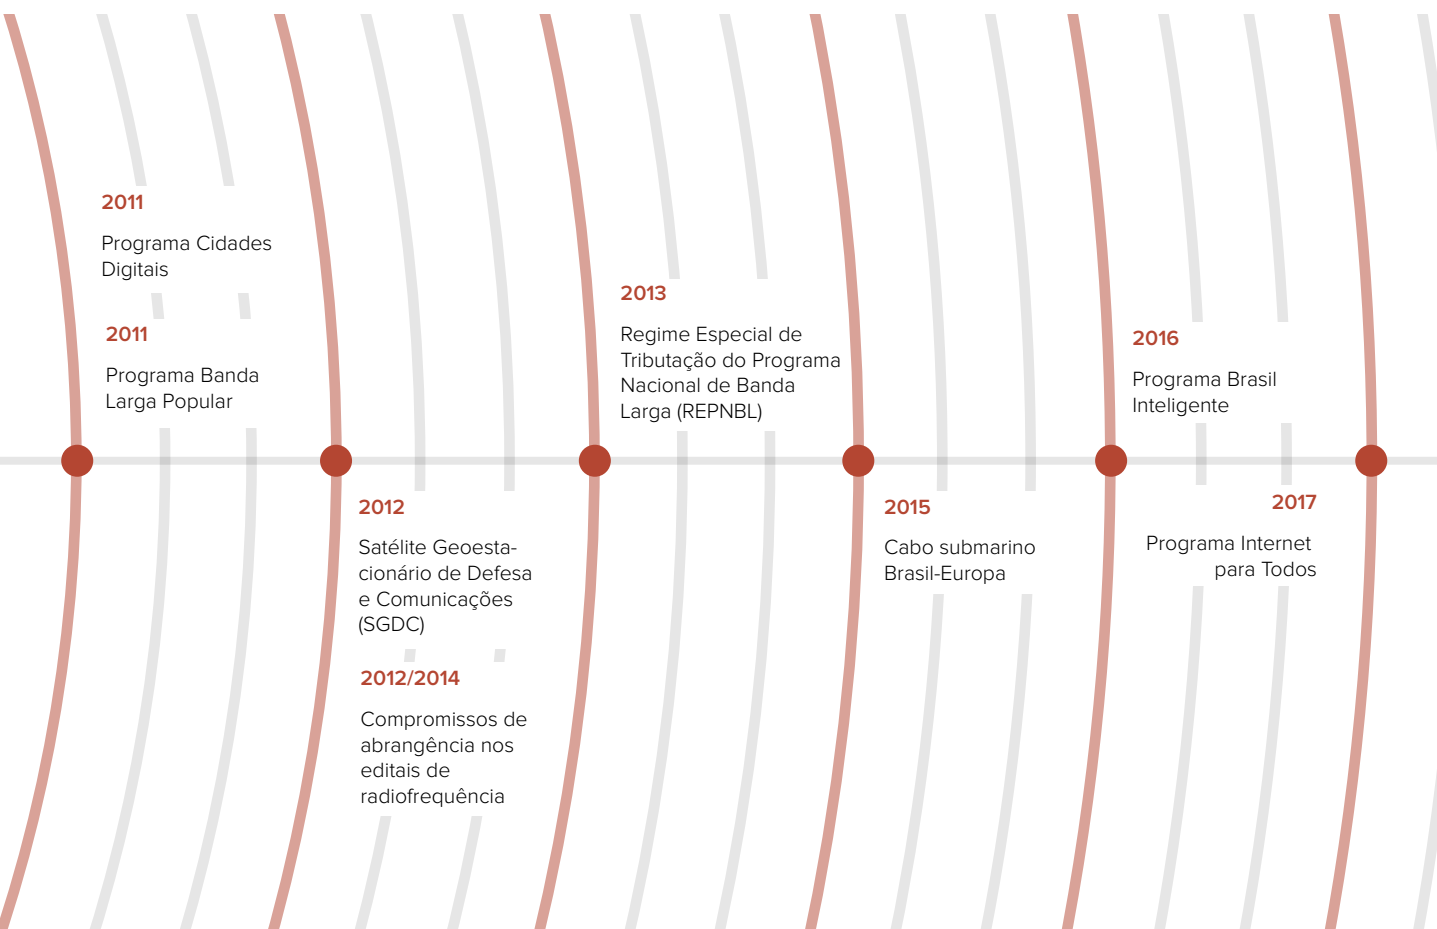 2011
Programa Cidades
Digitais
2011
Programa Banda
Larga Popular
2012
Satélite Geoesta-
cionário de Defesa
e Comunicações
(SGDC)
2012/2014
Compromissos de
abrangência nos
editais de
radiofrequência
2013
Regime Especial de
Tributação do Programa
Nacional de Banda
Larga (REPNBL)
2015
Cabo submarino
Brasil-Europa
2016
Programa Brasil
Inteligente
2017
Programa Internet
para Todos